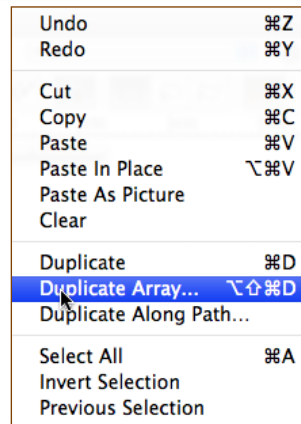 Undo ⌘Z
Redo ⌘Y
Cut ⌘X
Copy ⌘C
Paste ⌘V
Paste In Place ⌥⌘V
Paste As Picture
Clear
Duplicate ⌘D
Duplicate Array... ⌥⇧⌘D
Duplicate Along Path...
Select All ⌘A
Invert Selection
Previous Selection